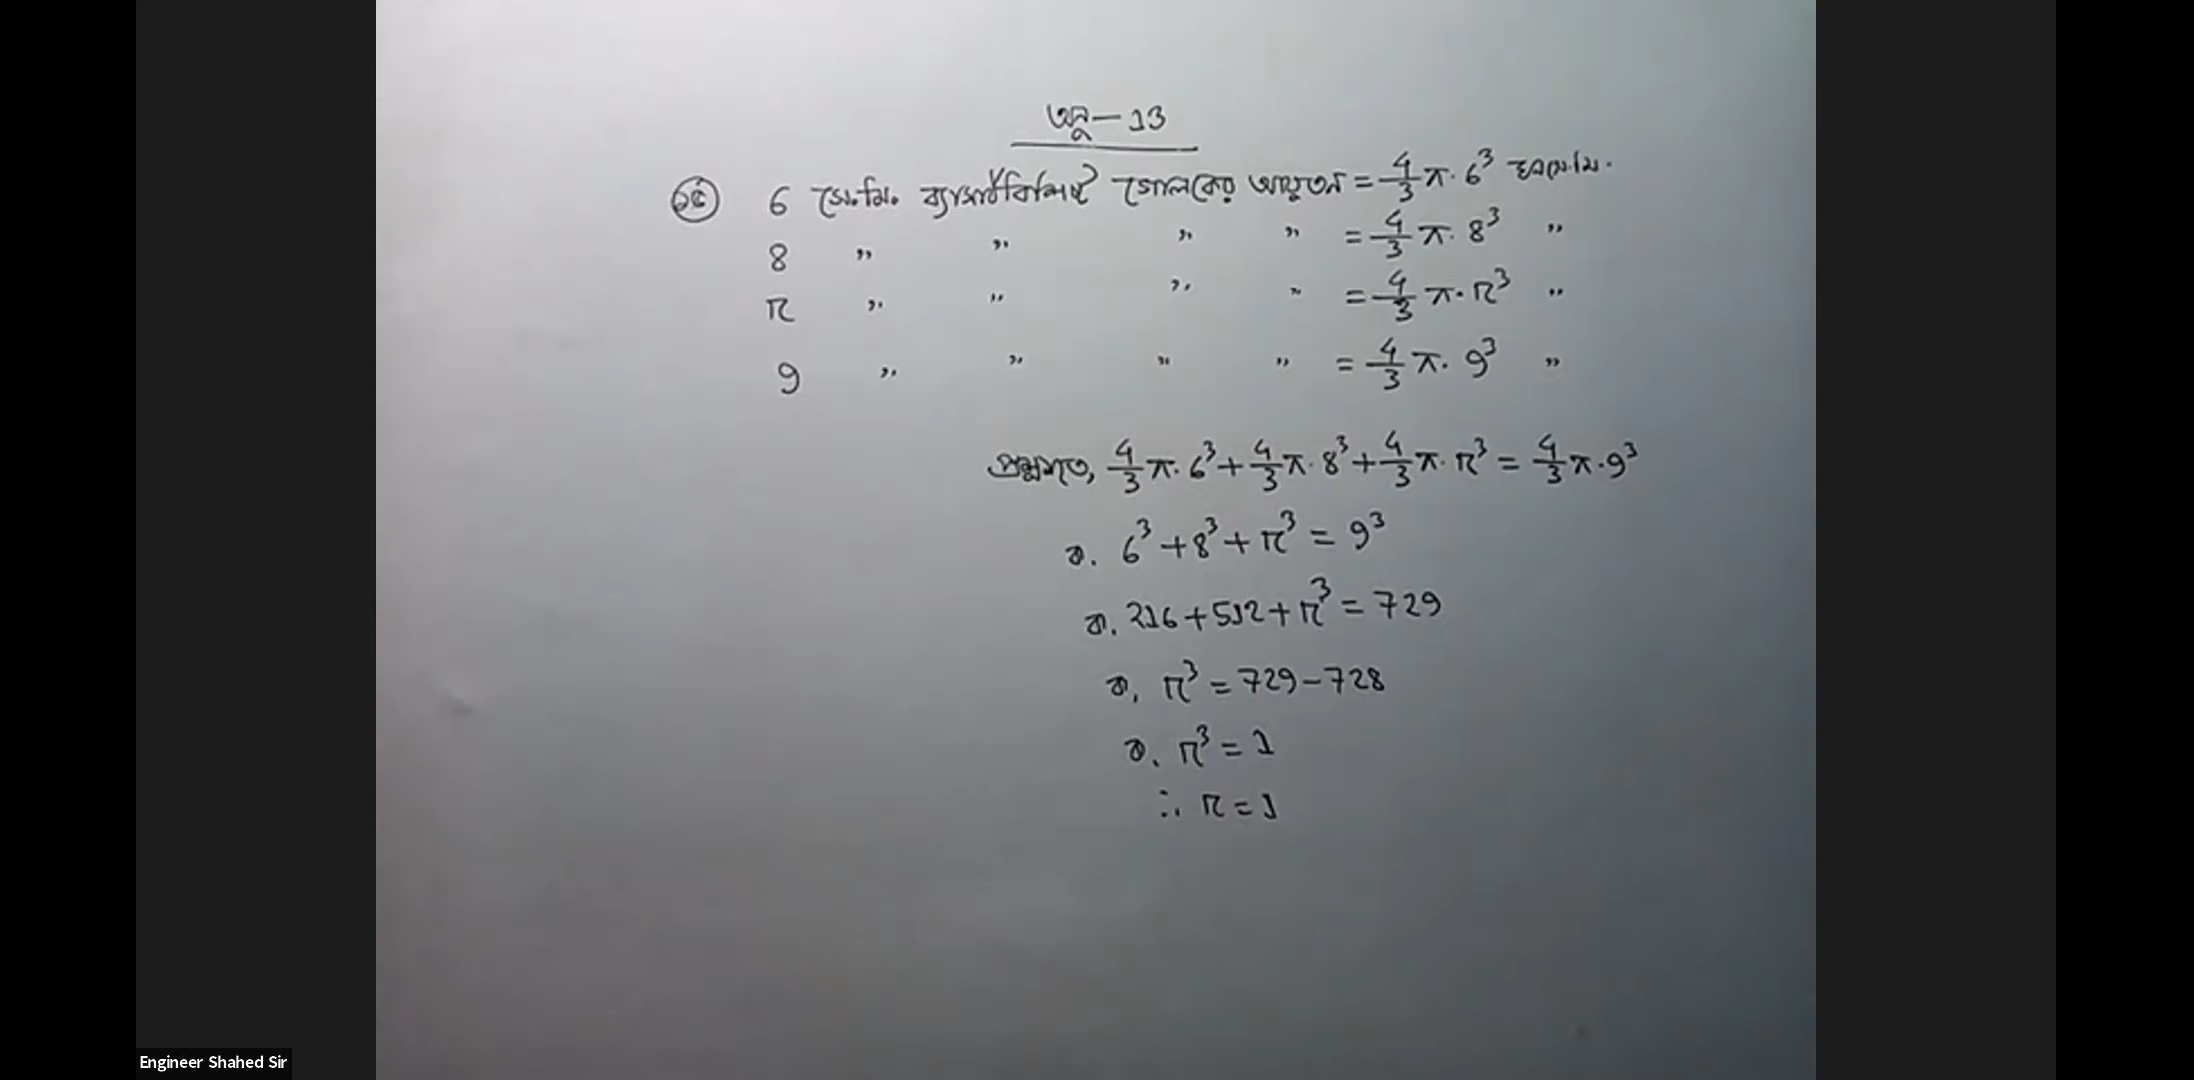 অনু - 13
১৫ 6 সে.মি. ব্যাসার্ধবিশিষ্ট গোলকের আয়তন = 4/3 π. 6³ ঘন সে.মি.
8 " " " " = 4/3 π. 8³ "
r " " " " = 4/3 π. r³ "
9 " " " " = 4/3 π. 9³ "
প্রশ্নমতে, 4/3 π. 6³ + 4/3 π. 8³ + 4/3 π. r³ = 4/3 π. 9³
বা, 6³ + 8³ + r³ = 9³
বা, 216 + 512 + r³ = 729
বা, r³ = 729 - 728
বা, r³ = 1
∴ r = 1
Engineer Shahed Sir